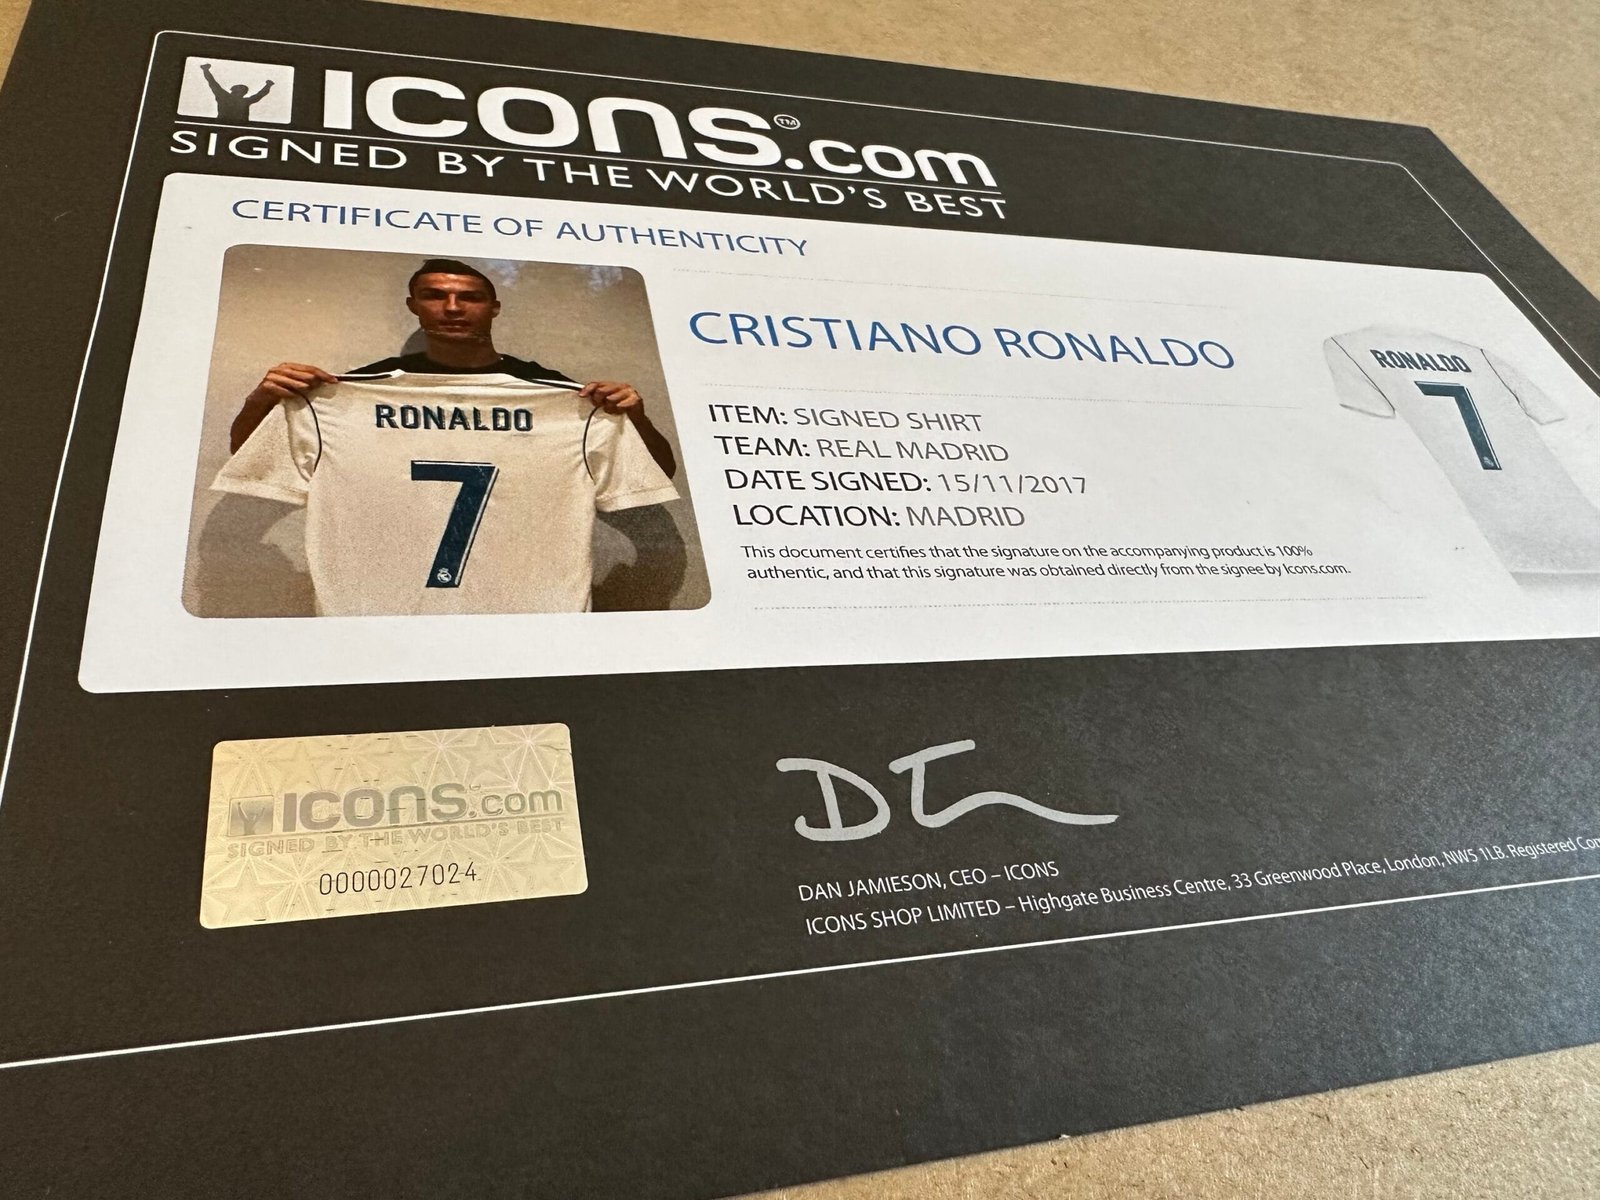 ICONS.com™
SIGNED BY THE WORLD'S BEST
CERTIFICATE OF AUTHENTICITY
RONALDO
7
CRISTIANO RONALDO
ITEM: SIGNED SHIRT
TEAM: REAL MADRID
DATE SIGNED: 15/11/2017
LOCATION: MADRID
This document certifies that the signature on the accompanying product is 100%
authentic, and that this signature was obtained directly from the signee by Icons.com.
RONALDO
7
ICONS.com
SIGNED BY THE WORLD'S BEST
0000027024
DAN JAMIESON, CEO – ICONS
ICONS SHOP LIMITED – Highgate Business Centre, 33 Greenwood Place, London, NW5 1LB. Registered